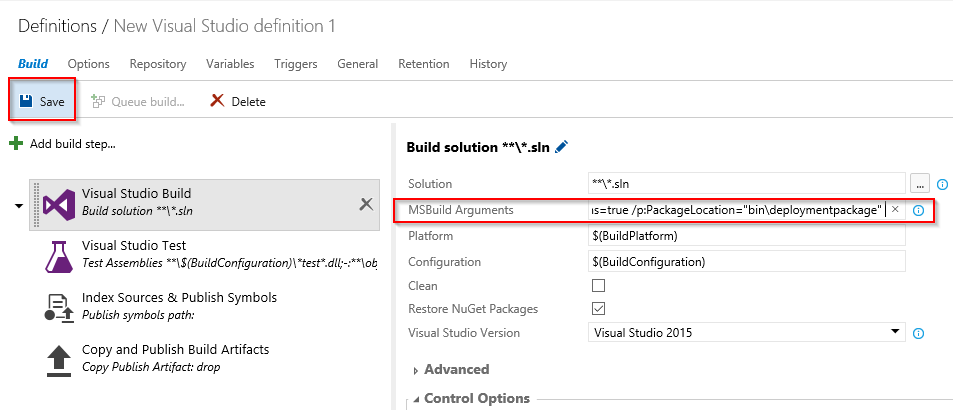 Definitions / New Visual Studio definition 1
Build Options Repository Variables Triggers General Retention History
Save Queue build... Delete
Add build step...
Visual Studio Build
Build solution **\*.sln
Visual Studio Test
Test Assemblies **\$(BuildConfiguration)\*test*.dll;-:**\obj
Index Sources & Publish Symbols
Publish symbols path:
Copy and Publish Build Artifacts
Copy Publish Artifact: drop
Build solution **\*.sln
Solution **\*.sln ...
MSBuild Arguments =true /p:PackageLocation="bin\deploymentpackage"
Platform $(BuildPlatform)
Configuration $(BuildConfiguration)
Clean
Restore NuGet Packages
Visual Studio Version Visual Studio 2015
Advanced
Control Options